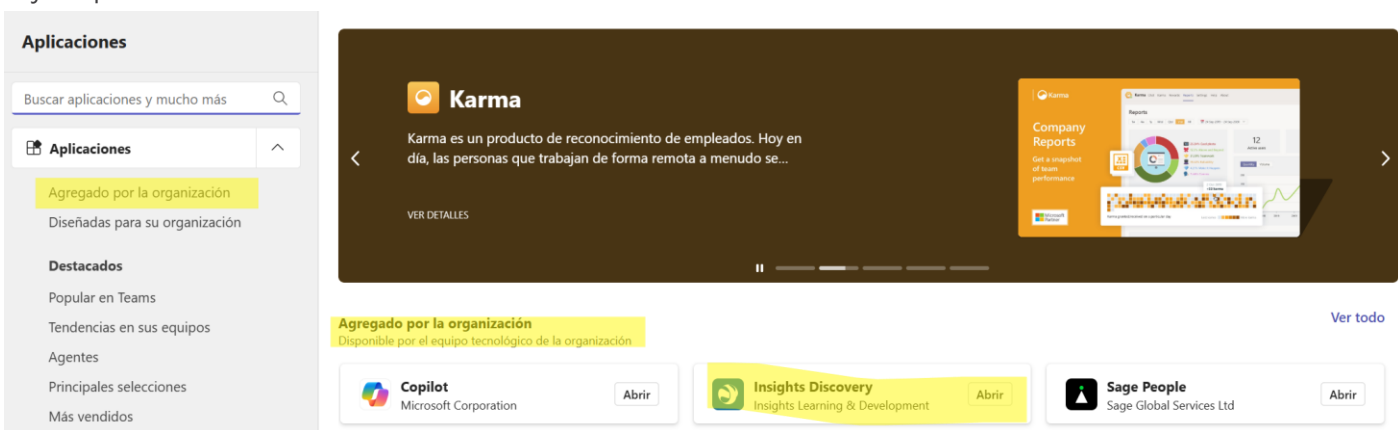 Aplicaciones
Buscar aplicaciones y mucho más
Aplicaciones
Agregado por la organización
Diseñadas para su organización
Destacados
Popular en Teams
Tendencias en sus equipos
Agentes
Principales selecciones
Más vendidos
Karma
Karma es un producto de reconocimiento de empleados. Hoy en
día, las personas que trabajan de forma remota a menudo se...
VER DETALLES
Karma
Company
Reports
Get a snapshot
of team
performance
Microsoft
Reports
12
Agregado por la organización
Ver todo
Disponible por el equipo tecnológico de la organización
Copilot
Microsoft Corporation
Abrir
Insights Discovery
Insights Learning & Development
Abrir
Sage People
Sage Global Services Ltd
Abrir